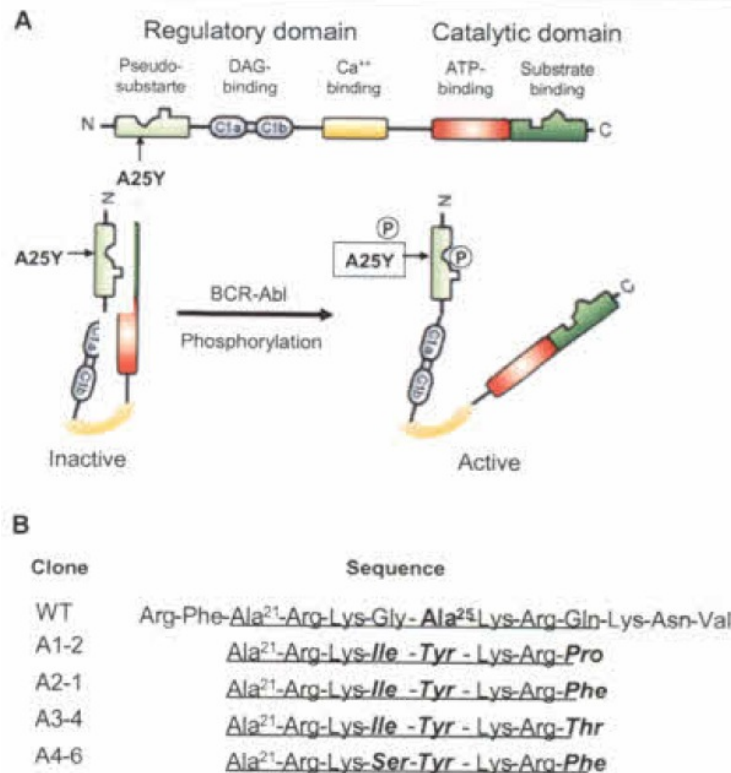 A
Regulatory domain Catalytic domain
Pseudo-
substarte
DAG-
binding
Ca⁺⁺
binding
ATP-
binding
Substrate
binding
N C1a C1b C
A25Y
N
A25Y
C1a
C1b
Inactive
BCR-Abl
Phosphorylation
P
A25Y
N
P
C1a
C1b
C
Active
B
Clone Sequence
WT Arg-Phe-Ala²¹-Arg-Lys-Gly-Ala²⁵-Lys-Arg-Gln-Lys-Asn-Val
A1-2 Ala²¹-Arg-Lys-Ile -Tyr - Lys-Arg-Pro
A2-1 Ala²¹-Arg-Lys-Ile -Tyr - Lys-Arg-Phe
A3-4 Ala²¹-Arg-Lys-Ile -Tyr - Lys-Arg-Thr
A4-6 Ala²¹-Arg-Lys-Ser-Tyr - Lys-Arg-Phe